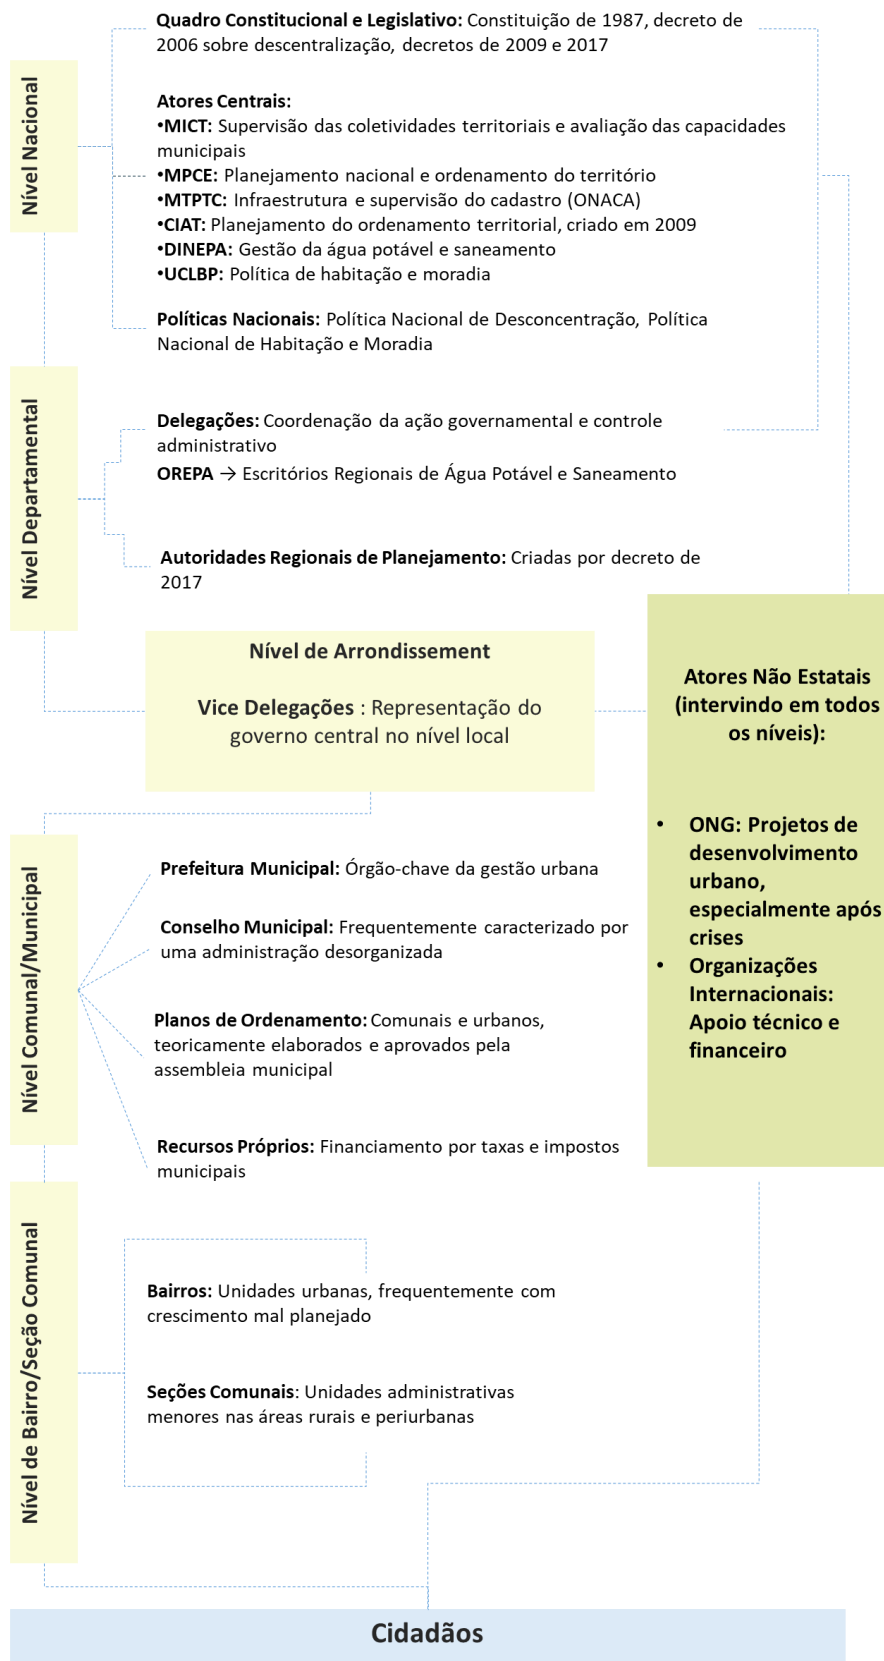 Quadro Constitucional e Legislativo: Constituição de 1987, decreto de
2006 sobre descentralização, decretos de 2009 e 2017
Nível Nacional
Atores Centrais:
•MICT: Supervisão das coletividades territoriais e avaliação das capacidades
municipais
•MPCE: Planejamento nacional e ordenamento do território
•MTPTC: Infraestrutura e supervisão do cadastro (ONACA)
•CIAT: Planejamento do ordenamento territorial, criado em 2009
•DINEPA: Gestão da água potável e saneamento
•UCLBP: Política de habitação e moradia
Políticas Nacionais: Política Nacional de Desconcentração, Política
Nacional de Habitação e Moradia
Nível Departamental
Delegações: Coordenação da ação governamental e controle
administrativo
OREPA → Escritórios Regionais de Água Potável e Saneamento
Autoridades Regionais de Planejamento: Criadas por decreto de
2017
Nível de Arrondissement
Vice Delegações : Representação do
governo central no nível local
Atores Não Estatais
(intervindo em todos
os níveis):
• ONG: Projetos de
desenvolvimento
urbano,
especialmente após
crises
• Organizações
Internacionais:
Apoio técnico e
financeiro
Nível Comunal/Municipal
Prefeitura Municipal: Órgão-chave da gestão urbana
Conselho Municipal: Frequentemente caracterizado por
uma administração desorganizada
Planos de Ordenamento: Comunais e urbanos,
teoricamente elaborados e aprovados pela
assembleia municipal
Recursos Próprios: Financiamento por taxas e impostos
municipais
Nível de Bairro/Seção Comunal
Bairros: Unidades urbanas, frequentemente com
crescimento mal planejado
Seções Comunais: Unidades administrativas
menores nas áreas rurais e periurbanas
Cidadãos